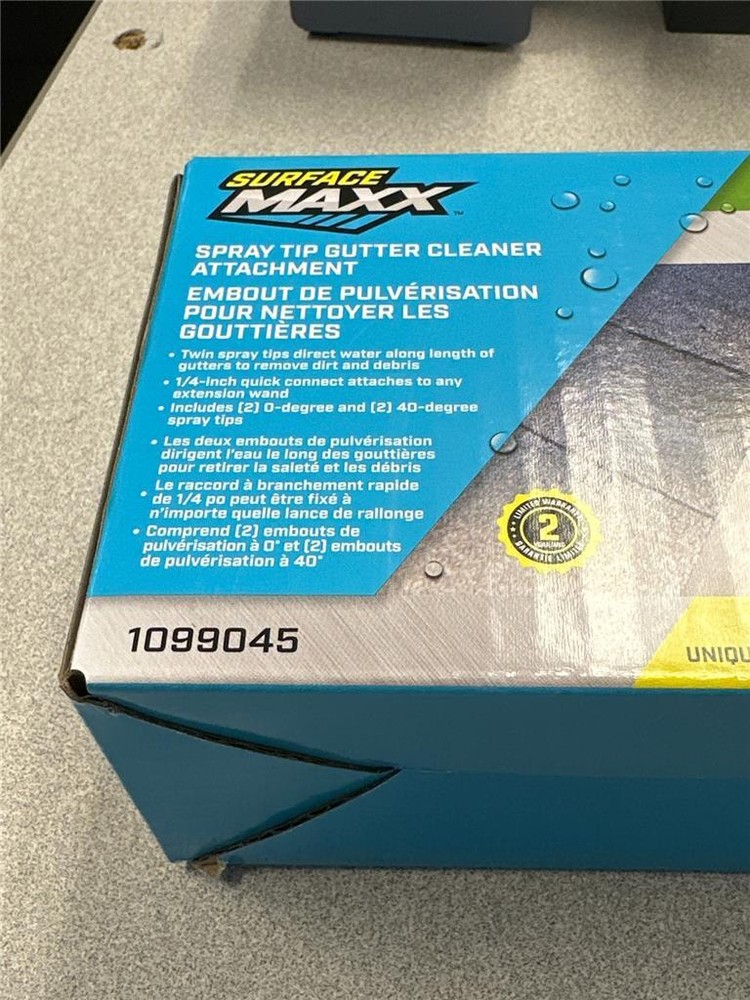 SURFACE
MAXX™
SPRAY TIP GUTTER CLEANER
ATTACHMENT
EMBOUT DE PULVÉRISATION
POUR NETTOYER LES
GOUTTIÈRES
• Twin spray tips direct water along length of
gutters to remove dirt and debris
• 1/4-inch quick connect attaches to any
extension wand
• Includes (2) 0-degree and (2) 40-degree
spray tips
• Les deux embouts de pulvérisation
dirigent l'eau le long des gouttières
pour retirer la saleté et les débris
• Le raccord à branchement rapide
de 1/4 po peut être fixé à
n'importe quelle lance de rallonge
• Comprend (2) embouts de
pulvérisation à 0° et (2) embouts
de pulvérisation à 40°
LIMITED WARRANTY
2
GARANTIE LIMITÉE
1099045
UNIQU